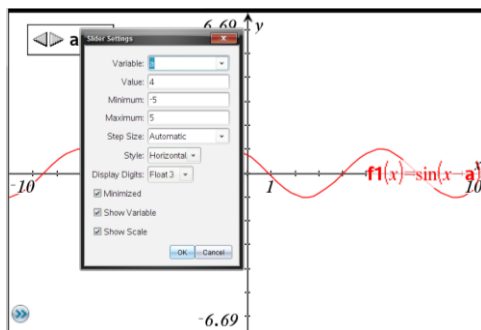 6.69 y
a
Slider Settings
Variable: a
Value: 4
Minimum: -5
Maximum: 5
Step Size: Automatic
Style: Horizontal
Display Digits: Float 3
Minimized
Show Variable
Show Scale
OK Cancel
-10
1
10
f1(x)=sin(x-a)
-6.69